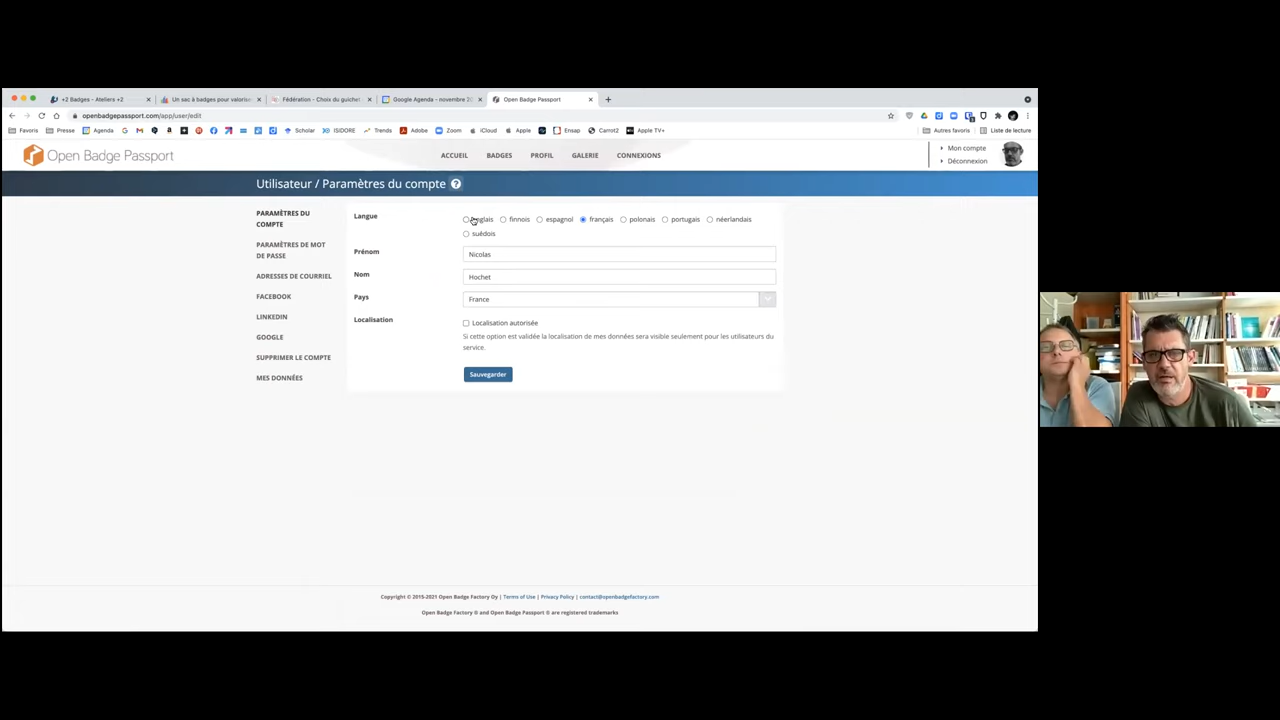 +2 Badges - Ateliers +2
Un sac à badges pour valoris
Fédération - Choix du guichet
Google Agenda - novembre 20
Open Badge Passport
openbadgepassport.com/app/user/edit
Favoris
Presse
Agenda
Scholar
ISIDORE
Trends
Adobe
Zoom
iCloud
Apple
Ensap
Carrot2
Apple TV+
Autres favoris
Liste de lecture
Open Badge Passport
ACCUEIL
BADGES
PROFIL
GALERIE
CONNEXIONS
Mon compte
Déconnexion
Utilisateur / Paramètres du compte ?
PARAMÈTRES DU
COMPTE
PARAMÈTRES DE MOT
DE PASSE
ADRESSES DE COURRIEL
FACEBOOK
LINKEDIN
GOOGLE
SUPPRIMER LE COMPTE
MES DONNÉES
Langue
anglais finnois espagnol français polonais portugais néerlandais
suédois
Prénom
Nicolas
Nom
Hochet
Pays
France
Localisation
Localisation autorisée
Si cette option est validée la localisation de mes données sera visible seulement pour les utilisateurs du
service.
Sauvegarder
Copyright © 2015-2021 Open Badge Factory Oy | Terms of Use | Privacy Policy | contact@openbadgefactory.com
Open Badge Factory ® and Open Badge Passport ® are registered trademarks